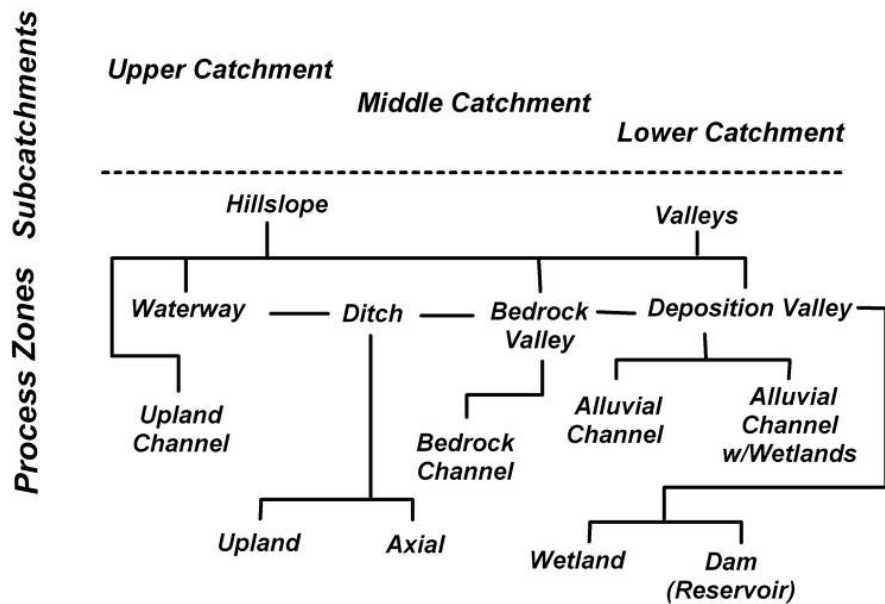 Subcatchments
Process Zones
Upper Catchment
Middle Catchment
Lower Catchment
Hillslope
Valleys
Waterway
Ditch
Bedrock
Valley
Deposition Valley
Upland
Channel
Bedrock
Channel
Alluvial
Channel
Alluvial
Channel
w/Wetlands
Upland
Axial
Wetland
Dam
(Reservoir)